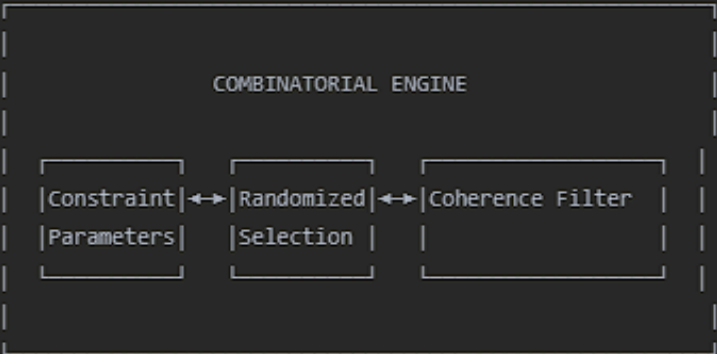 COMBINATORIAL ENGINE
Constraint Randomized Coherence Filter
Parameters Selection